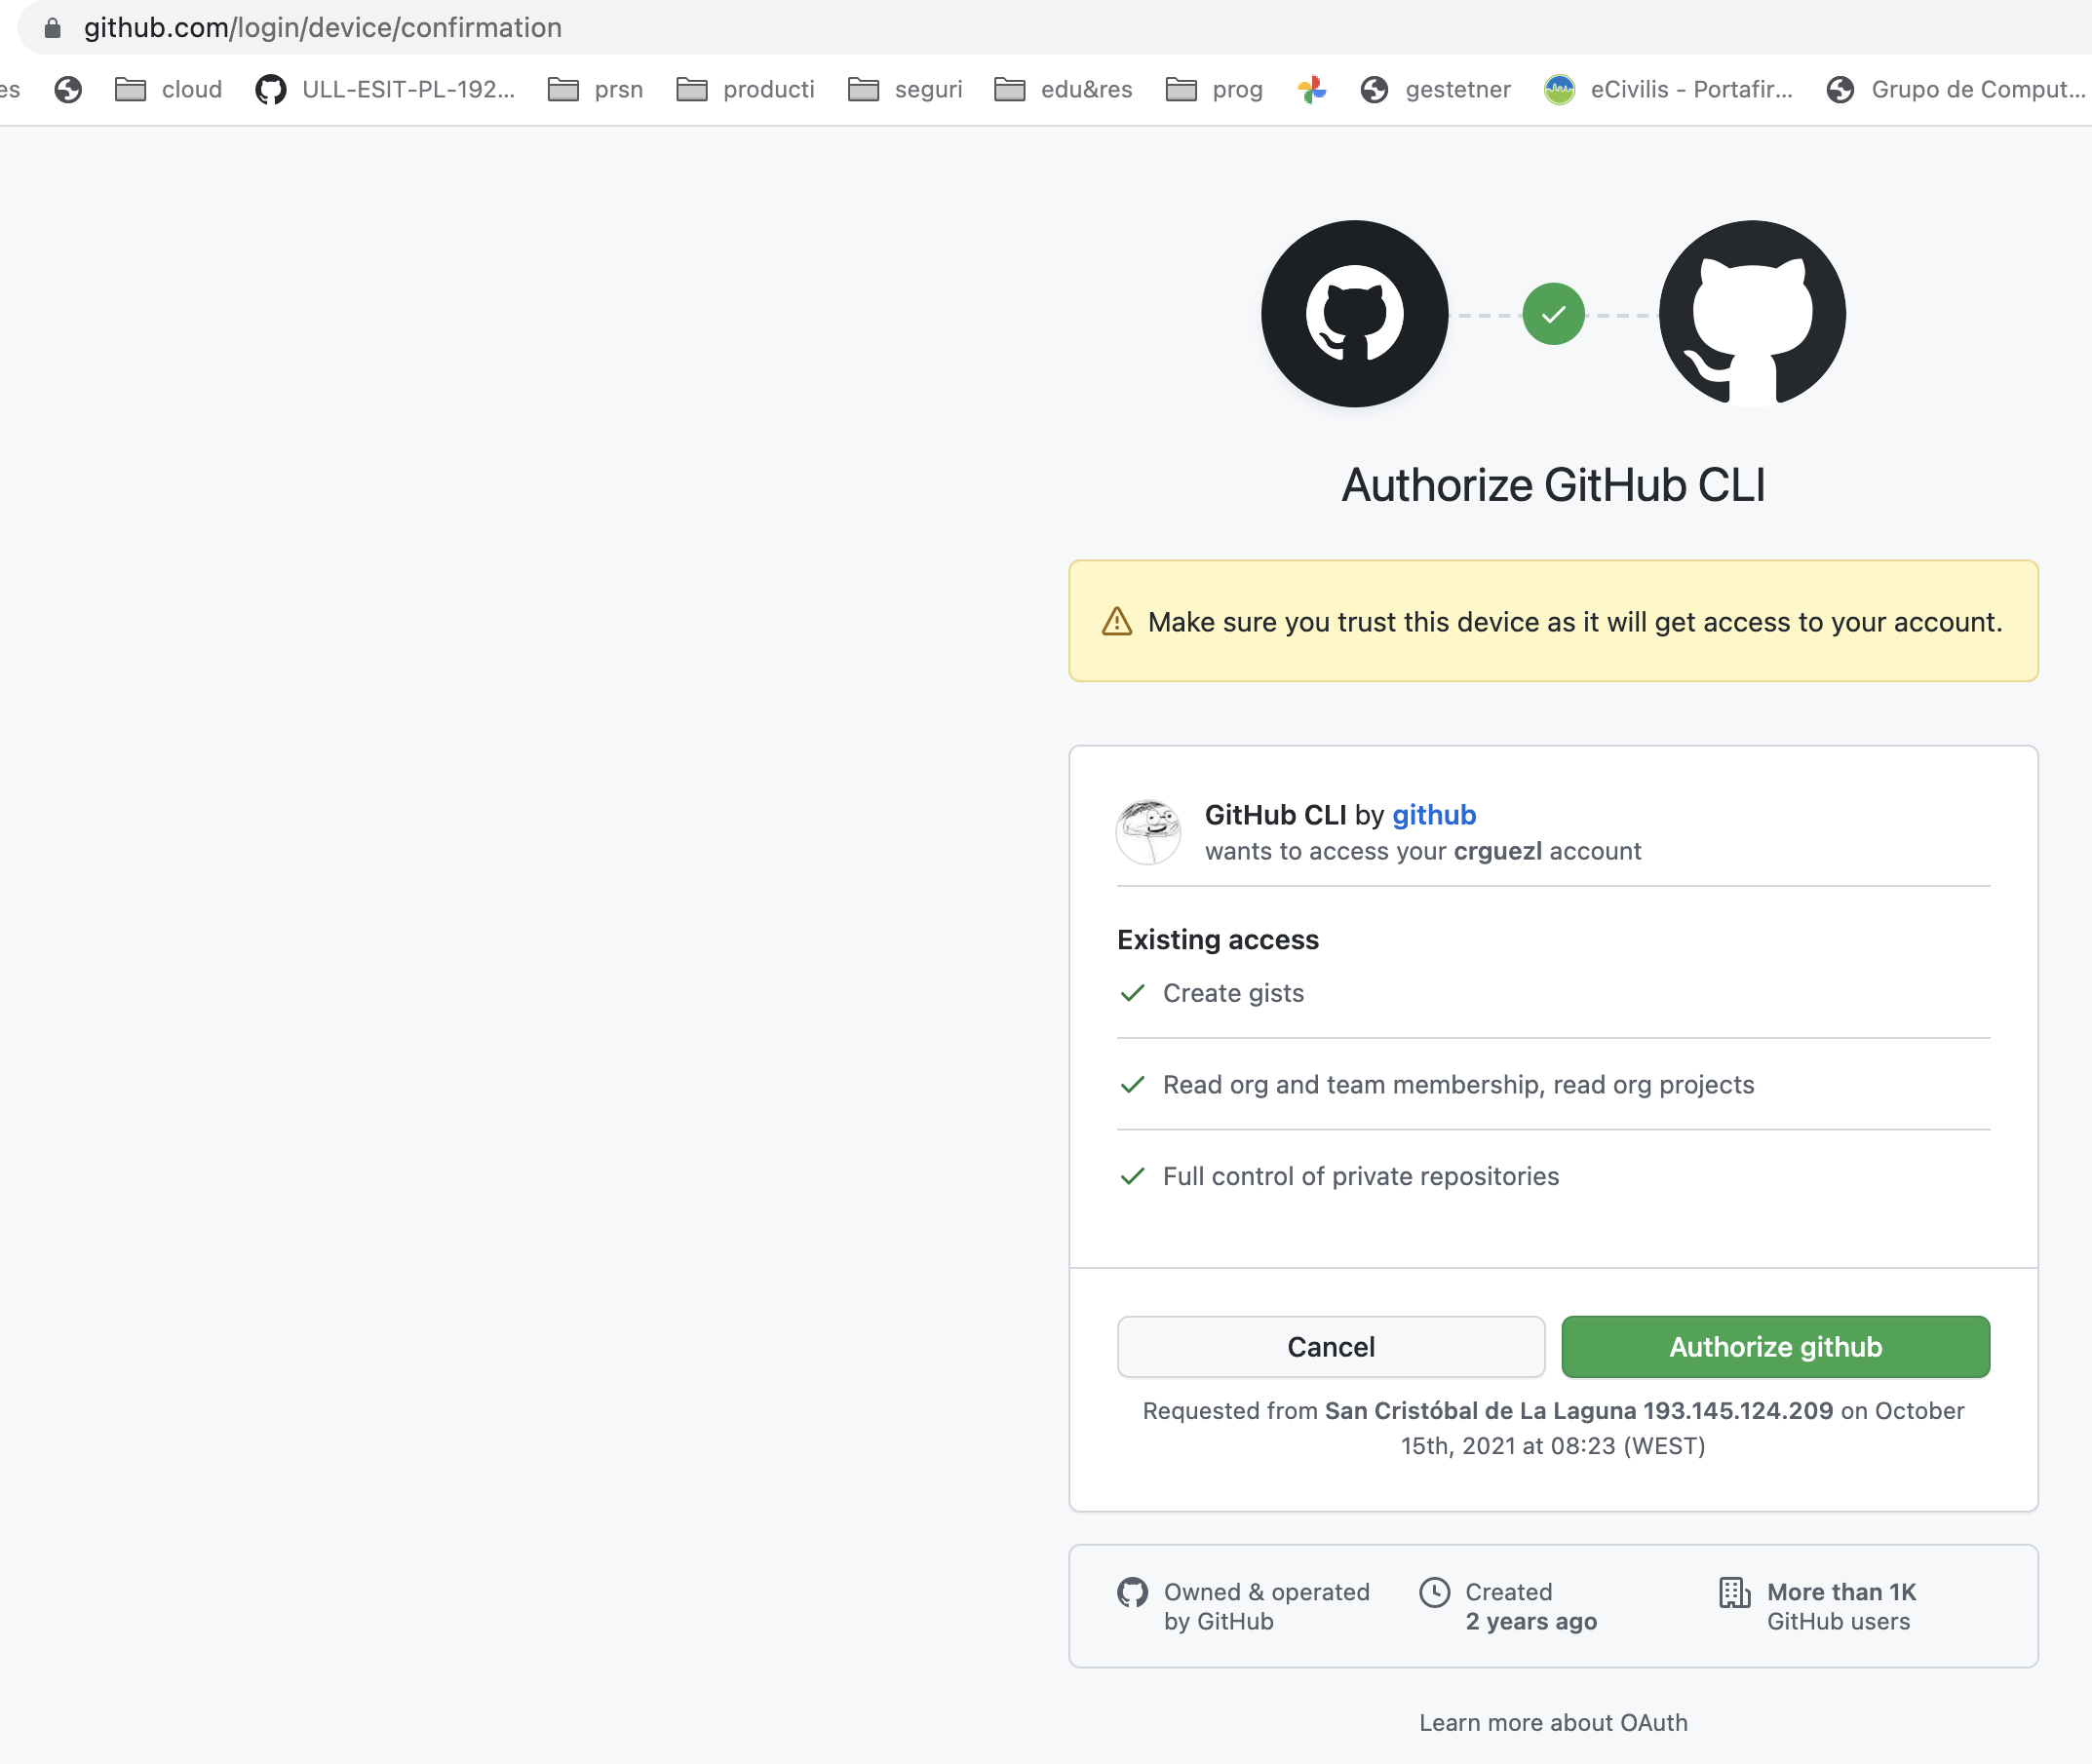 github.com/login/device/confirmation
es cloud ULL-ESIT-PL-192... prsn producti seguri edu&res prog gestetner eCivilis - Portafir... Grupo de Comput...
Authorize GitHub CLI
Make sure you trust this device as it will get access to your account.
GitHub CLI by github
wants to access your crguezl account
Existing access
Create gists
Read org and team membership, read org projects
Full control of private repositories
Cancel Authorize github
Requested from San Cristóbal de La Laguna 193.145.124.209 on October
15th, 2021 at 08:23 (WEST)
Owned & operated
by GitHub
Created
2 years ago
More than 1K
GitHub users
Learn more about OAuth